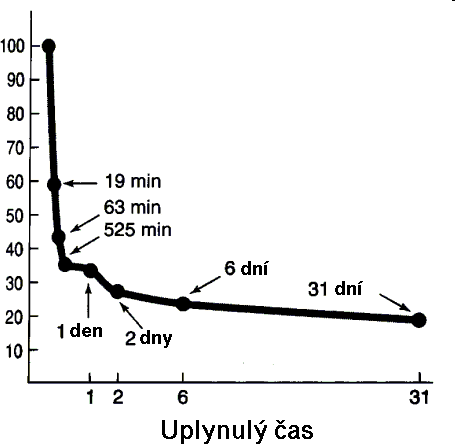 100
90
80
70
60
50
40
30
20
10
19 min
63 min
525 min
1 den
2 dny
6 dní
31 dní
1 2 6 31
Uplynulý čas